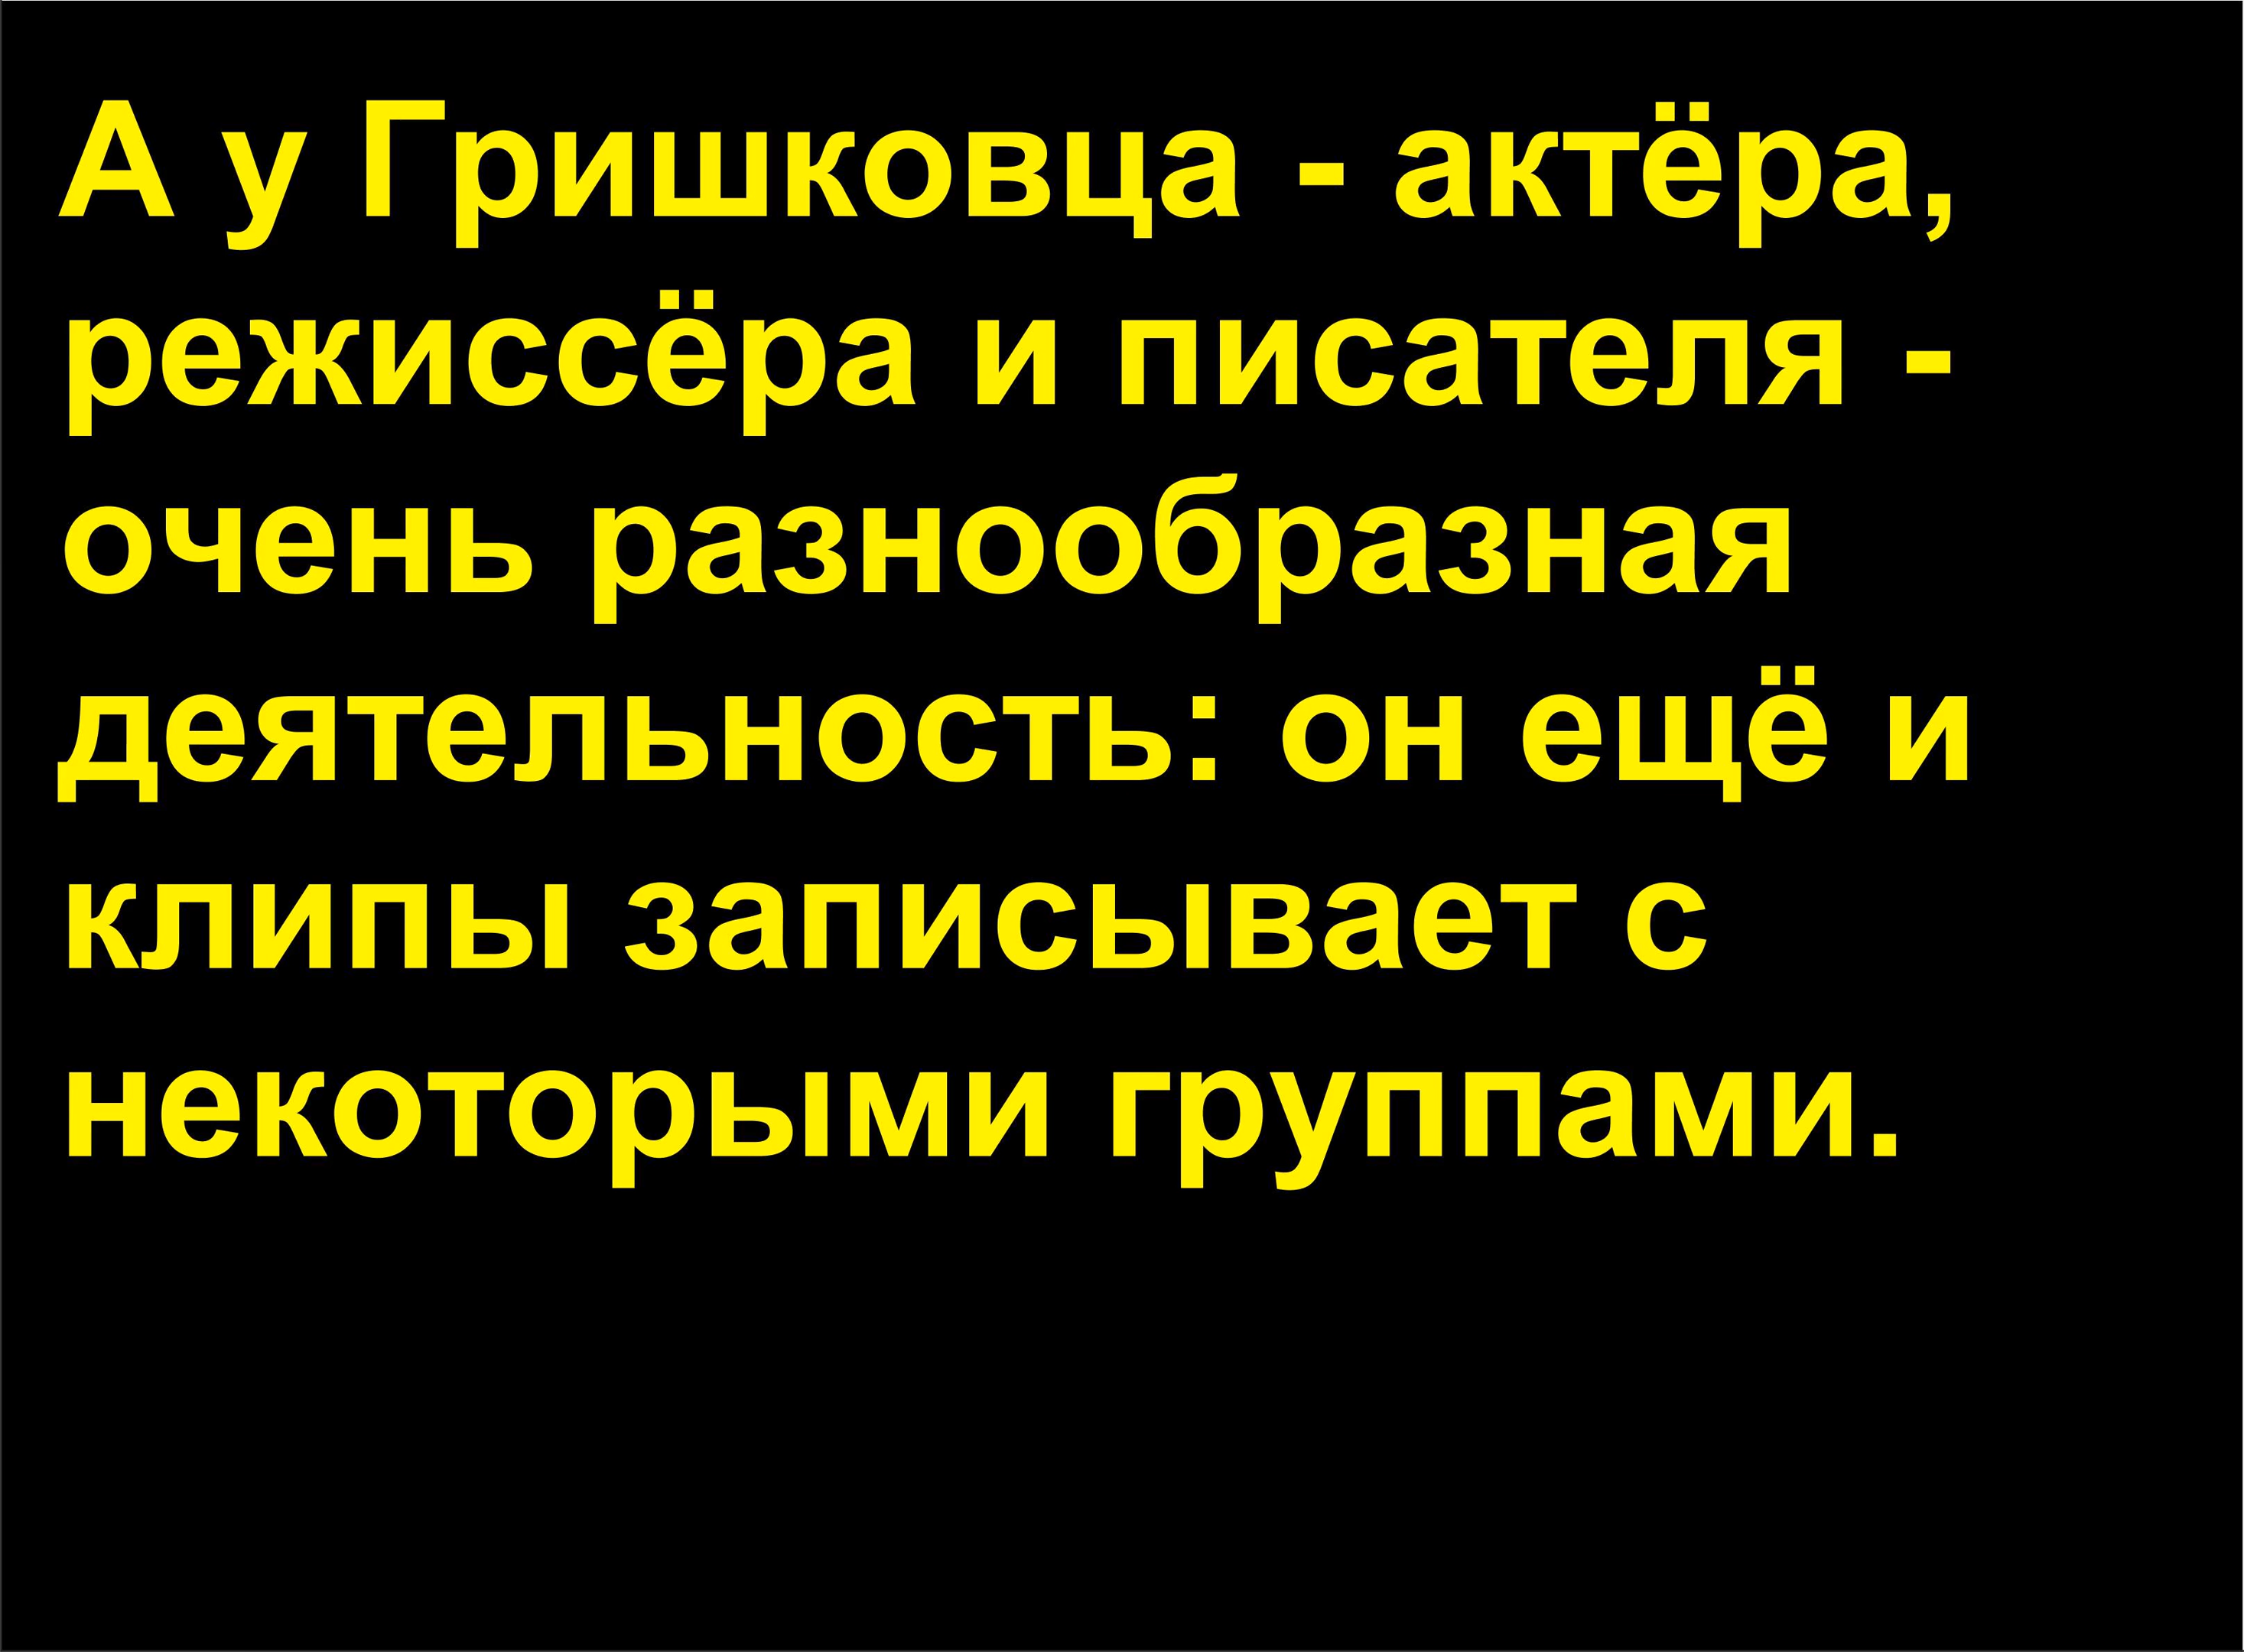 А у Гришковца - актёра,
режиссёра и писателя -
очень разнообразная
деятельность: он ещё и
клипы записывает с
некоторыми группами.